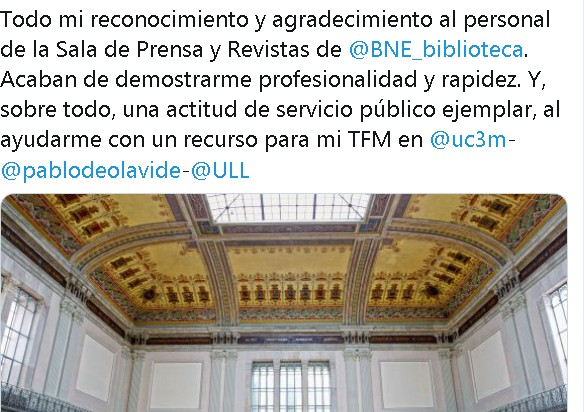 Todo mi reconocimiento y agradecimiento al personal
de la Sala de Prensa y Revistas de @BNE_biblioteca.
Acaban de demostrarme profesionalidad y rapidez. Y,
sobre todo, una actitud de servicio público ejemplar, al
ayudarme con un recurso para mi TFM en @uc3m-
@pablodeolavide-@ULL